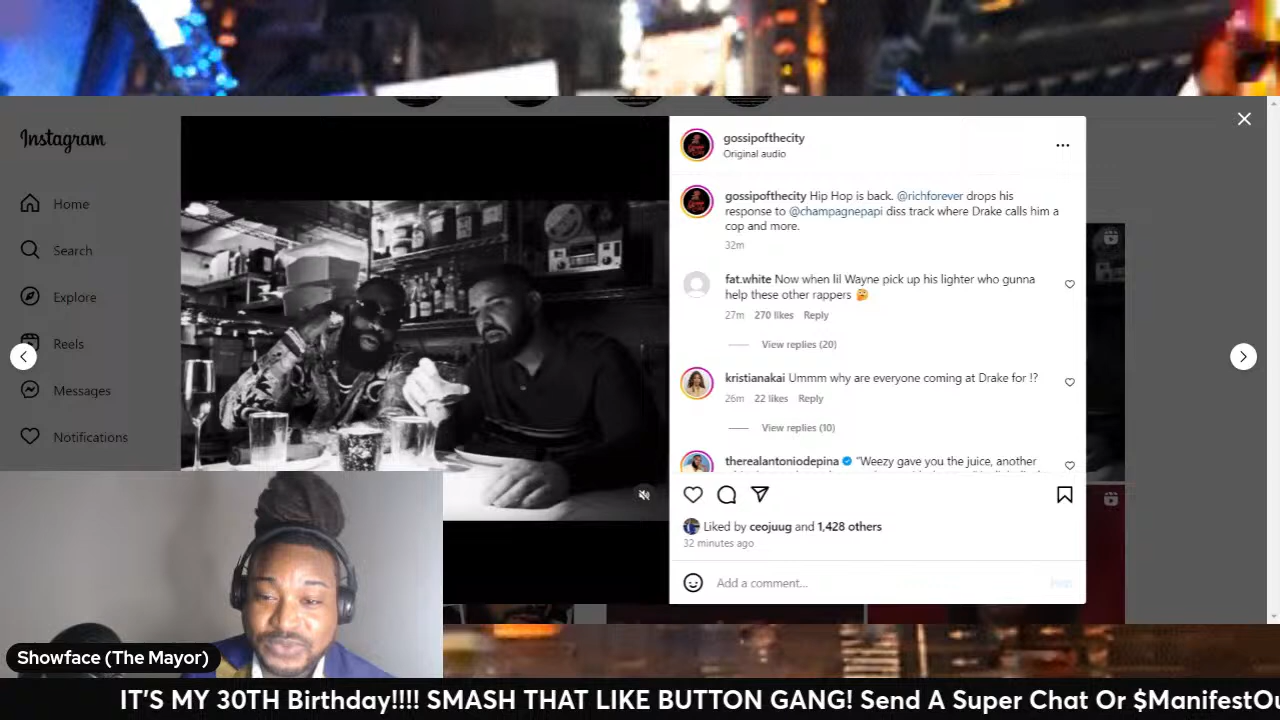 Instagram
Home
Search
Explore
Reels
Messages
Notifications
gossipofthecity
Original audio
gossipofthecity Hip Hop is back. @richforever drops his
response to @champagnepapi diss track where Drake calls him a
cop and more.
32m
fat.white Now when lil Wayne pick up his lighter who gunna
help these other rappers 🤔
27m 270 likes Reply
View replies (20)
kristianakai Ummm why are everyone coming at Drake for !?
26m 22 likes Reply
View replies (10)
therealantoniodepina "Weezy gave you the juice, another
Liked by ceojuug and 1,428 others
32 minutes ago
Add a comment...
Post
Showface (The Mayor)
IT'S MY 30TH Birthday!!!! SMASH THAT LIKE BUTTON GANG! Send A Super Chat Or $ManifestOu